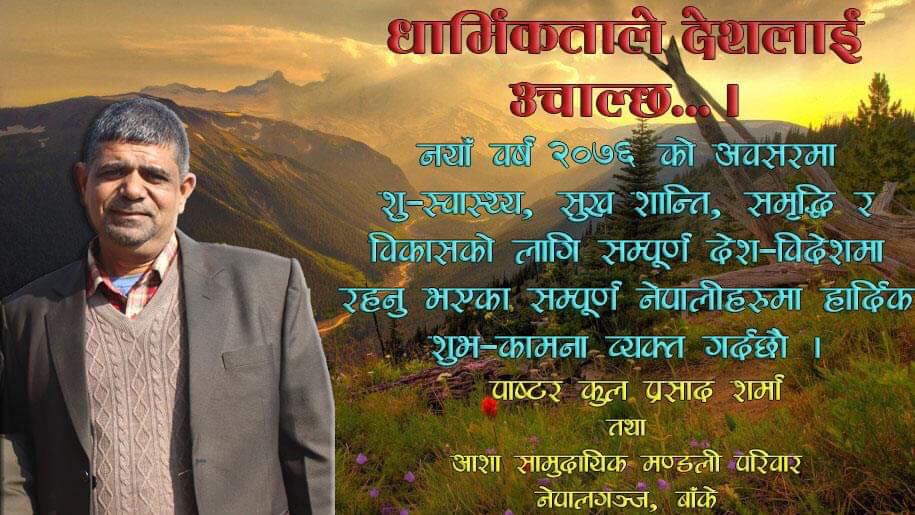 धार्मिकताले देशलाई
उचाल्छ... ।
नयाँ वर्ष २०७६ को अवसरमा
शु-स्वास्थ्य, सुख शान्ति, समृद्धि र
विकासको लागि सम्पूर्ण देश-विदेशमा
रहनु भएका सम्पूर्ण नेपालीहरुमा हार्दिक
शुभ-कामना व्यक्त गर्दछौ ।
पाष्टर कुल प्रसाद शर्मा
तथा
आशा सामुदायिक मण्डली परिवार
नेपालगञ्ज, बाँके